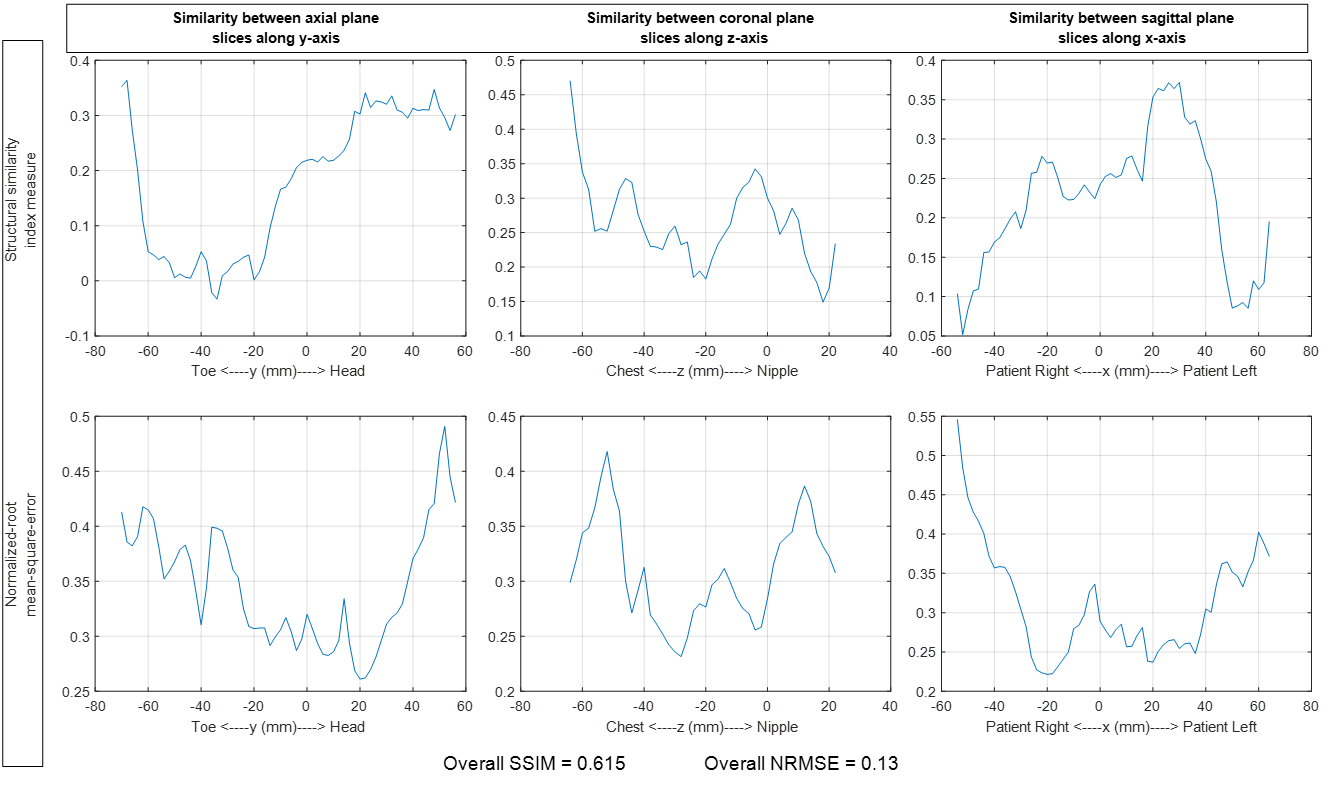 Similarity between axial plane
slices along y-axis
Similarity between coronal plane
slices along z-axis
Similarity between sagittal plane
slices along x-axis
Structural similarity
index measure
0.4
0.3
0.2
0.1
0
-0.1
-80 -60 -40 -20 0 20 40 60
Toe <----y (mm)----> Head
0.5
0.45
0.4
0.35
0.3
0.25
0.2
0.15
0.1
-80 -60 -40 -20 0 20 40
Chest <----z (mm)----> Nipple
0.4
0.35
0.3
0.25
0.2
0.15
0.1
0.05
-60 -40 -20 0 20 40 60 80
Patient Right <----x (mm)----> Patient Left
Normalized-root
mean-square-error
0.5
0.45
0.4
0.35
0.3
0.25
-80 -60 -40 -20 0 20 40 60
Toe <----y (mm)----> Head
0.45
0.4
0.35
0.3
0.25
0.2
-80 -60 -40 -20 0 20 40
Chest <----z (mm)----> Nipple
0.55
0.5
0.45
0.4
0.35
0.3
0.25
0.2
-60 -40 -20 0 20 40 60 80
Patient Right <----x (mm)----> Patient Left
Overall SSIM = 0.615 Overall NRMSE = 0.13